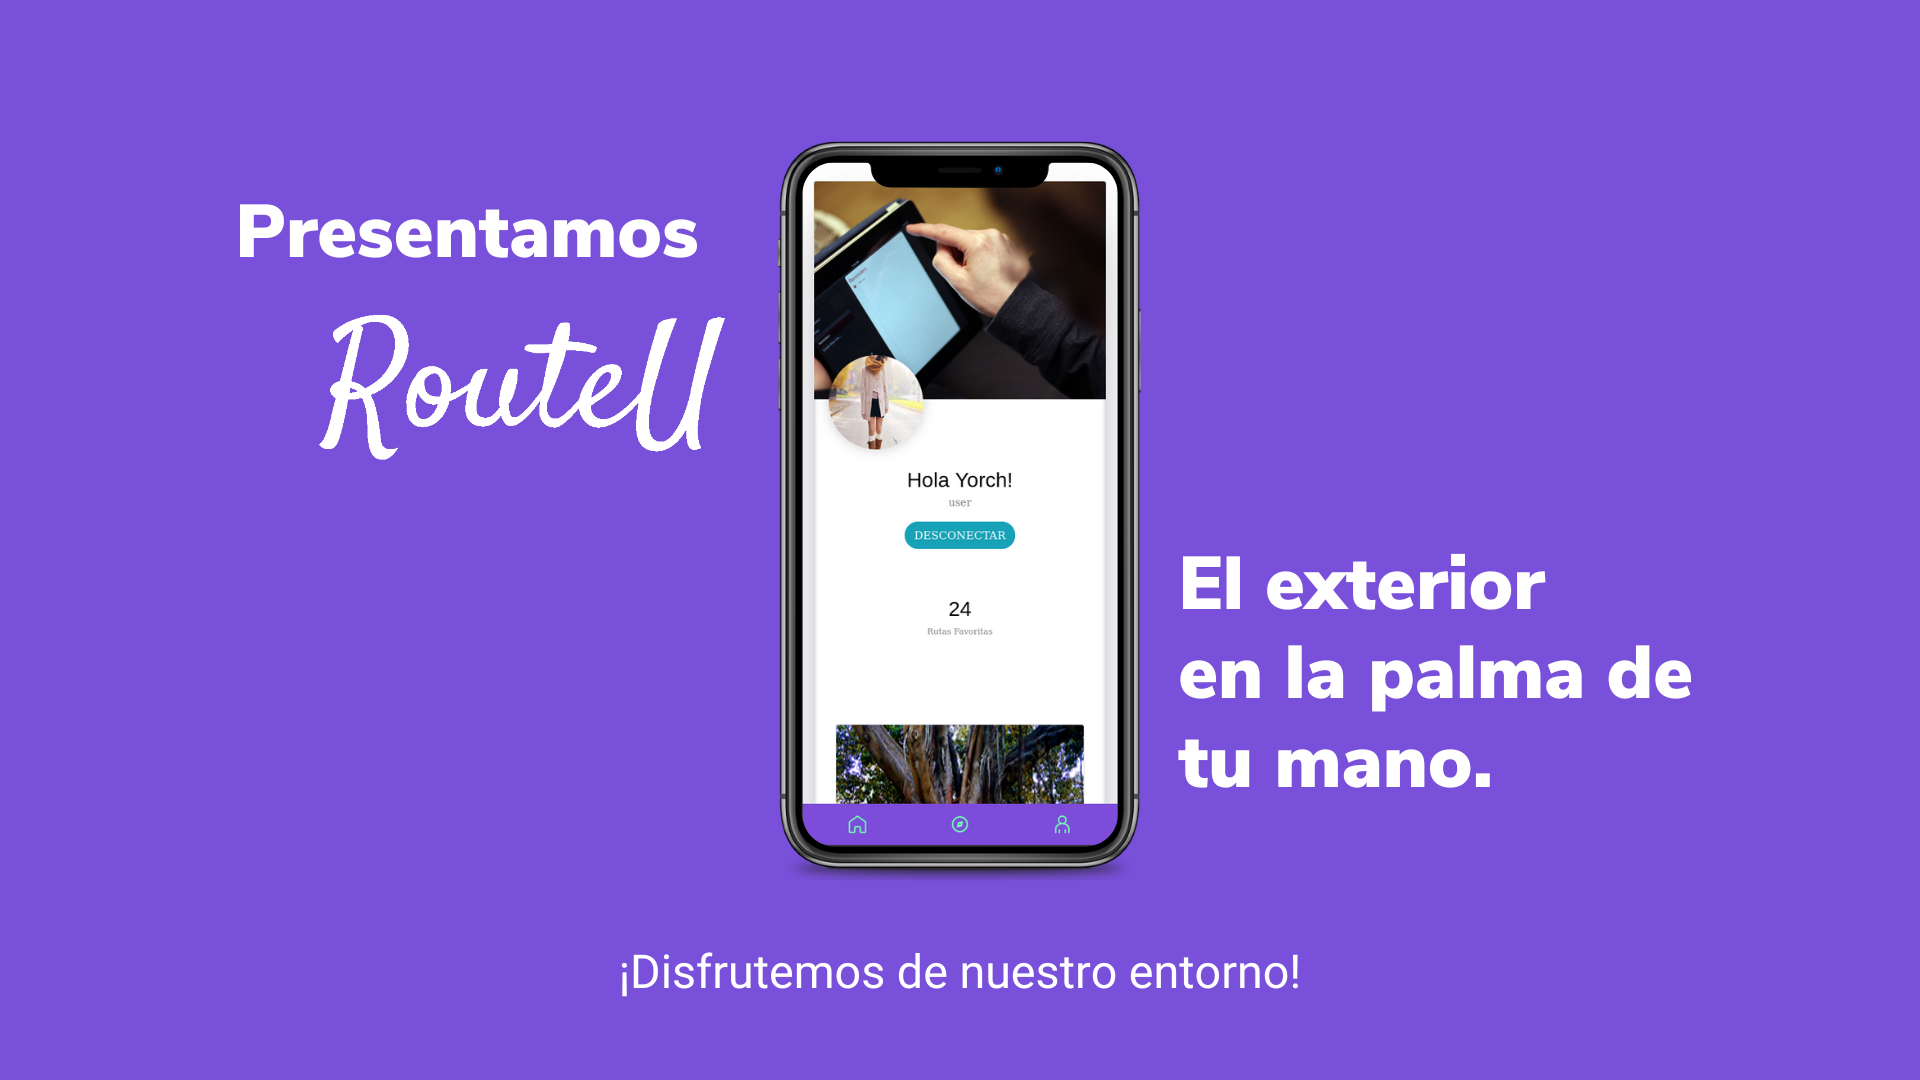 Presentamos
RouteU
Hola Yorch!
user
DESCONECTAR
24
Rutas Favoritas
El exterior
en la palma de
tu mano.
¡Disfrutemos de nuestro entorno!